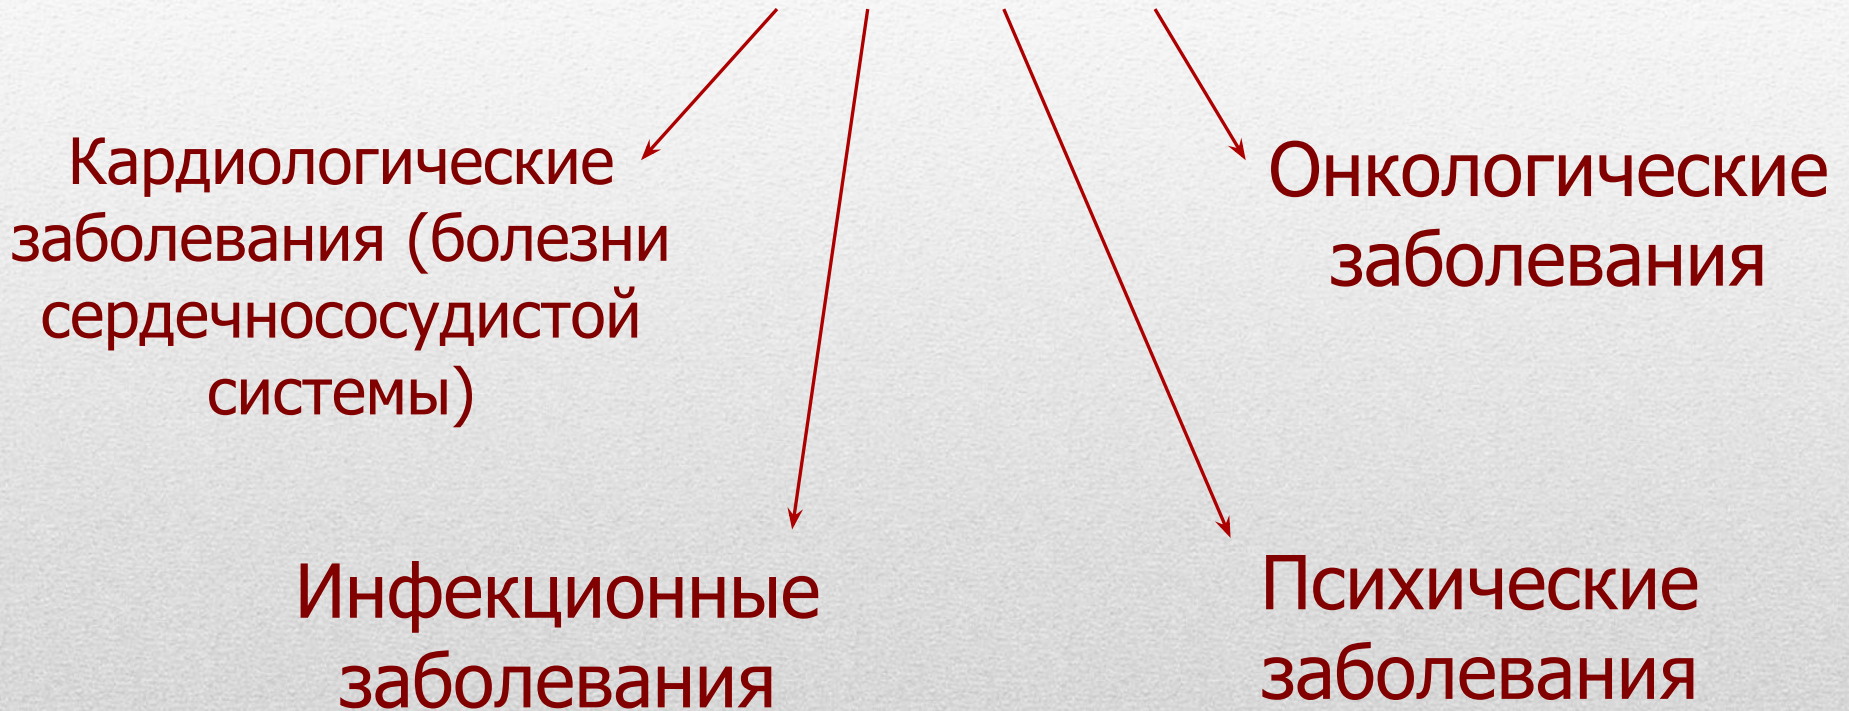 Кардиологические
заболевания (болезни
сердечнососудистой
системы)
Онкологические
заболевания
Инфекционные
заболевания
Психические
заболевания